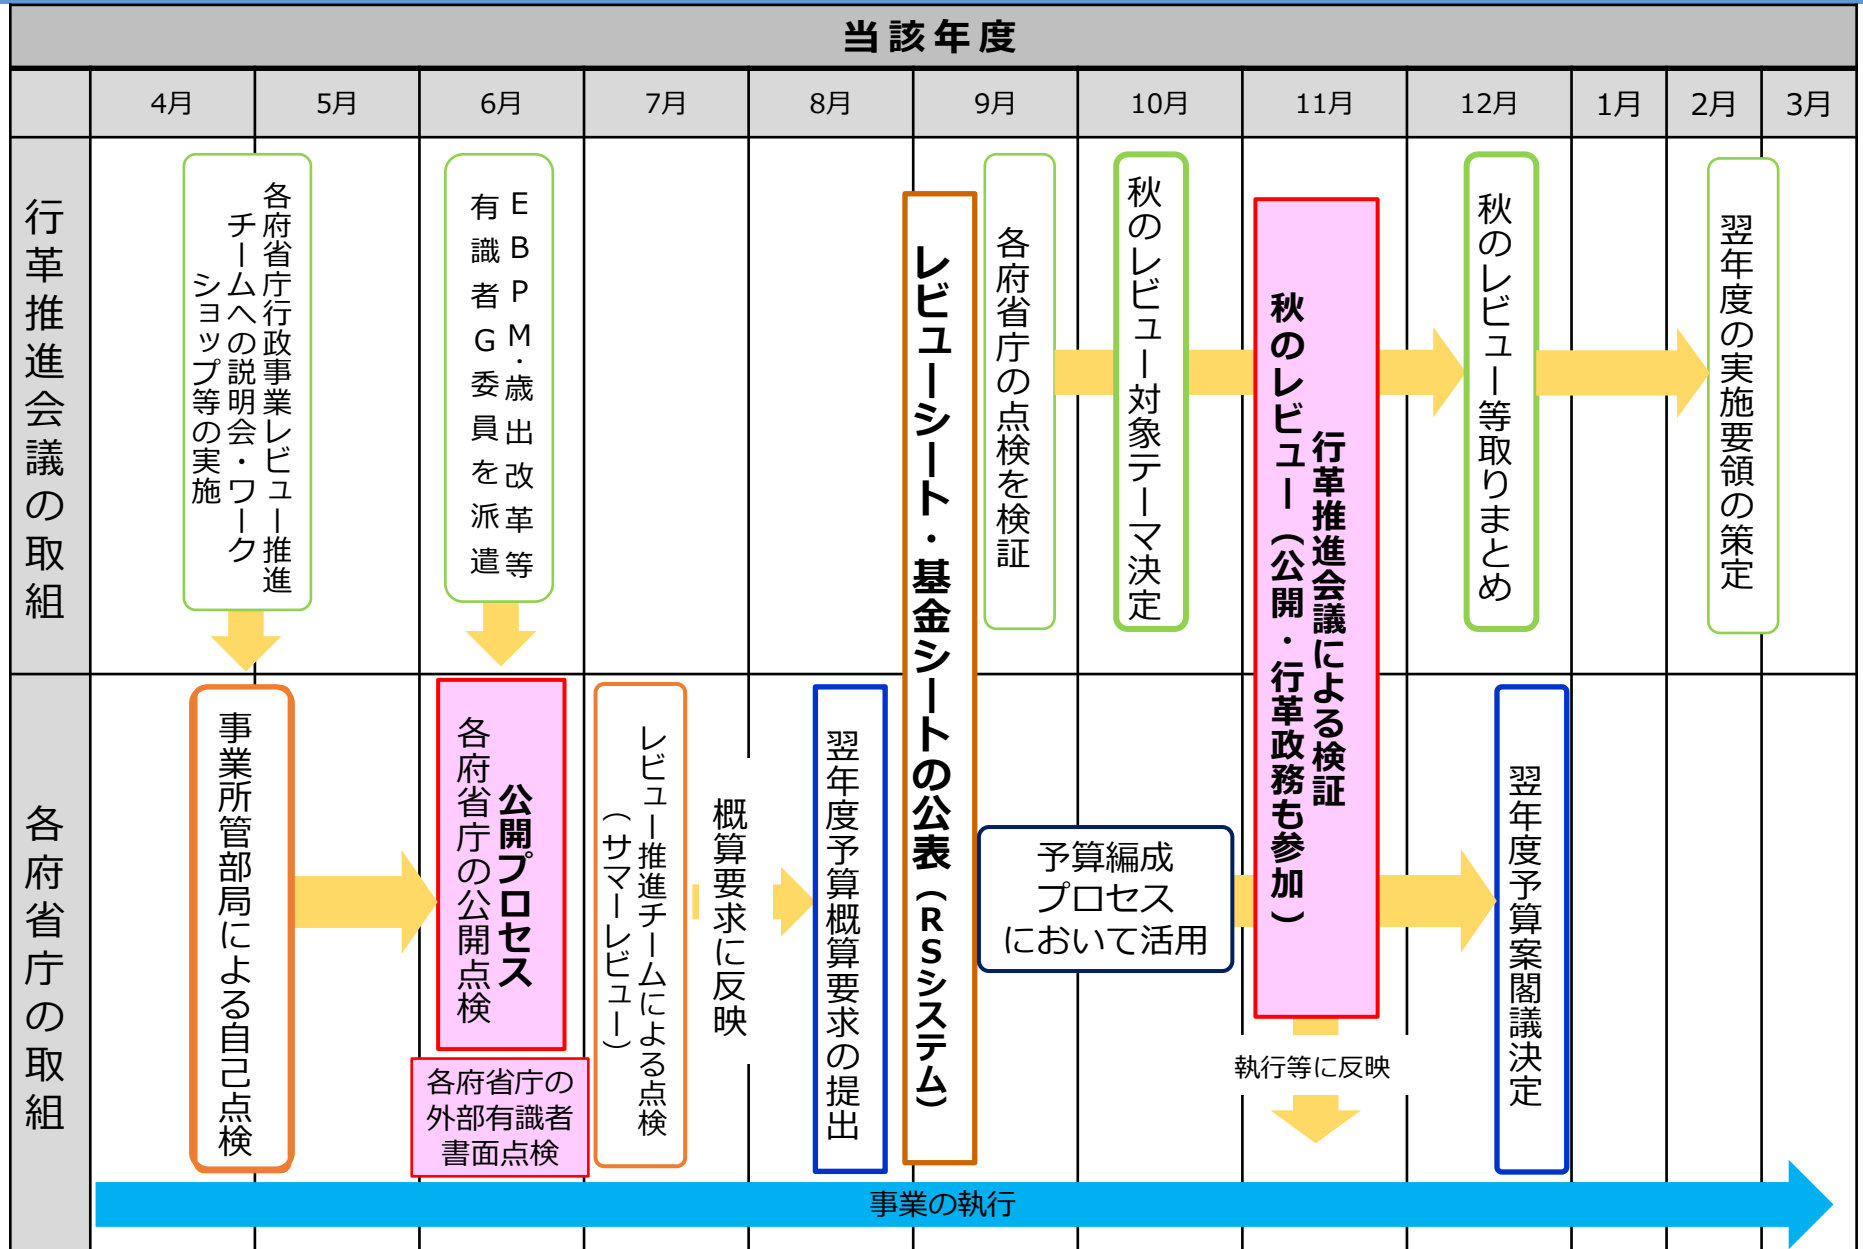 当該年度
4月
5月
6月
7月
8月
9月
10月
11月
12月
1月
2月
3月
行革推進会議の取組
各府省庁行政事業レビュー推進
チームへの説明会・ワーク
ショップ等の実施
EBPM・歳出改革等
有識者G委員を派遣
レビューシート・基金シートの公表（RSシステム）
各府省庁の点検を検証
秋のレビュー対象テーマ決定
行革推進会議による検証
秋のレビュー（公開・行革政務も参加）
秋のレビュー等取りまとめ
翌年度の実施要領の策定
各府省庁の取組
事業所管部局による自己点検
公開プロセス
各府省庁の公開点検
各府省庁の
外部有識者
書面点検
レビュー推進チームによる点検
（サマーレビュー）
概算要求に反映
翌年度予算概算要求の提出
予算編成
プロセス
において活用
執行等に反映
翌年度予算案閣議決定
事業の執行